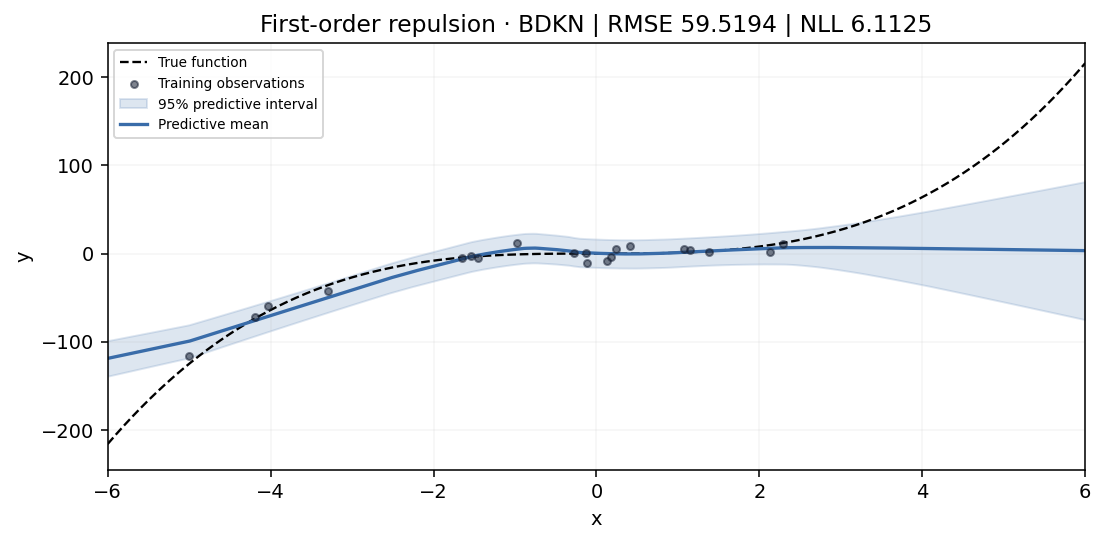 First-order repulsion · BDKN | RMSE 59.5194 | NLL 6.1125
True function
Training observations
95% predictive interval
Predictive mean
200
100
0
−100
−200
y
−6
−4
−2
0
2
4
6
x